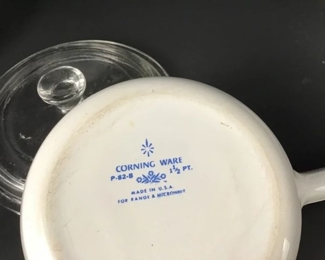 CORNING WARE
P-82-B 1½ PT.
MADE IN U.S.A.
FOR RANGE & MICROWAVE